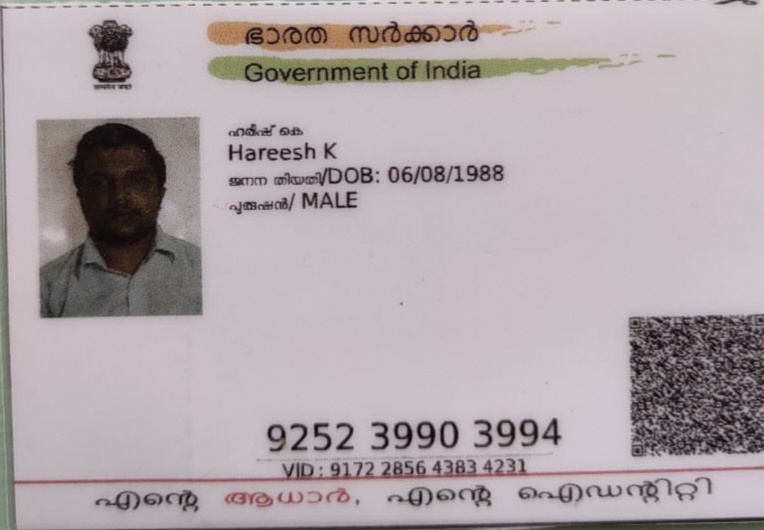 ഭാരത സർക്കാർ
Government of India
ഹരീഷ് കെ
Hareesh K
ജനന തിയതി/DOB: 06/08/1988
പുരുഷൻ/ MALE
9252 3990 3994
VID : 9172 2856 4383 4231
എന്റെ ആധാർ, എന്റെ ഐഡന്റിറ്റി